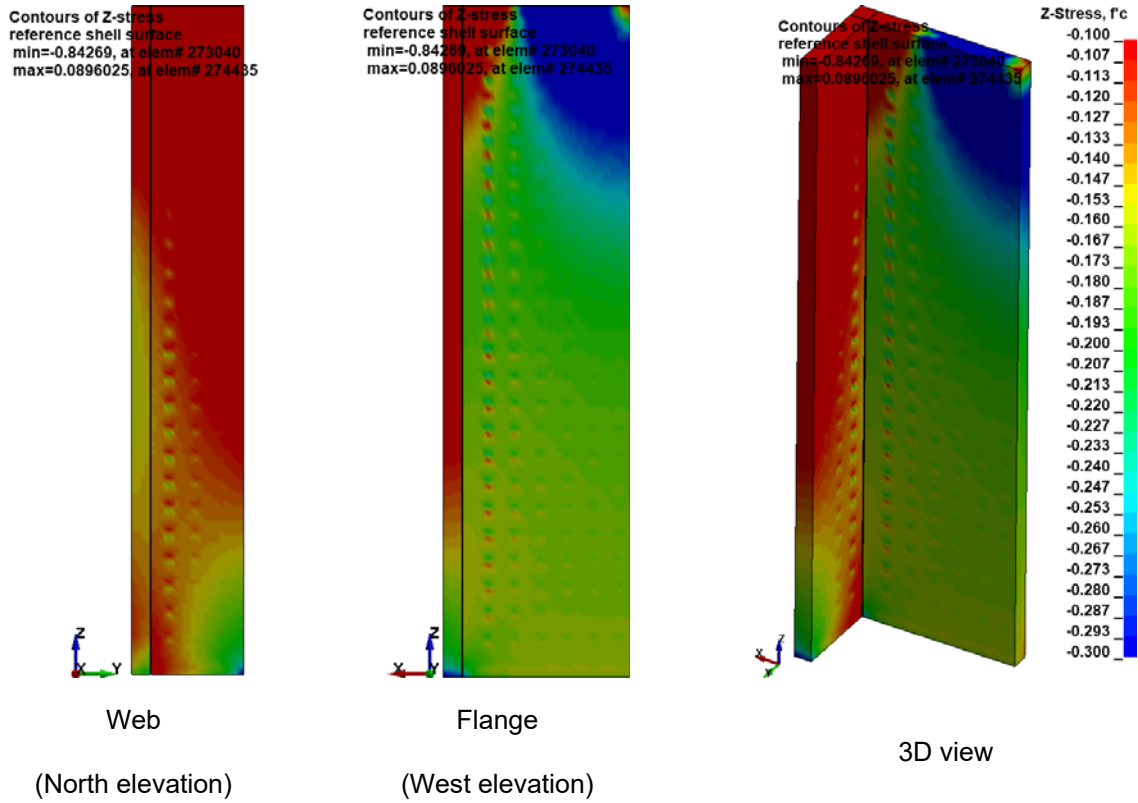 Contours of Z-stress
reference shell surface
min=-0.84269, at elem# 273040
max=0.0896025, at elem# 274435
Z
X
Y
Web
(North elevation)
Contours of Z-stress
reference shell surface
min=-0.84269, at elem# 273040
max=0.0896025, at elem# 274435
Z
X
Y
Flange
(West elevation)
Contours of Z-stress
reference shell surface
min=-0.84269, at elem# 273040
max=0.0896025, at elem# 274435
Z
X
Y
3D view
Z-Stress, f'c
-0.100
-0.107
-0.113
-0.120
-0.127
-0.133
-0.140
-0.147
-0.153
-0.160
-0.167
-0.173
-0.180
-0.187
-0.193
-0.200
-0.207
-0.213
-0.220
-0.227
-0.233
-0.240
-0.247
-0.253
-0.260
-0.267
-0.273
-0.280
-0.287
-0.293
-0.300